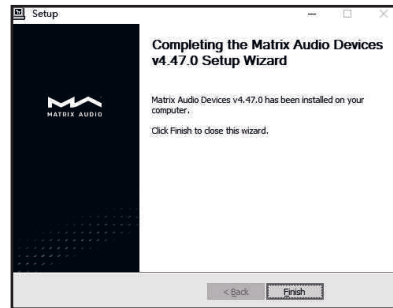 Setup
Completing the Matrix Audio Devices
v4.47.0 Setup Wizard
MATRIX AUDIO
Matrix Audio Devices v4.47.0 has been installed on your
computer.
Click Finish to close this wizard.
< Back
Finish